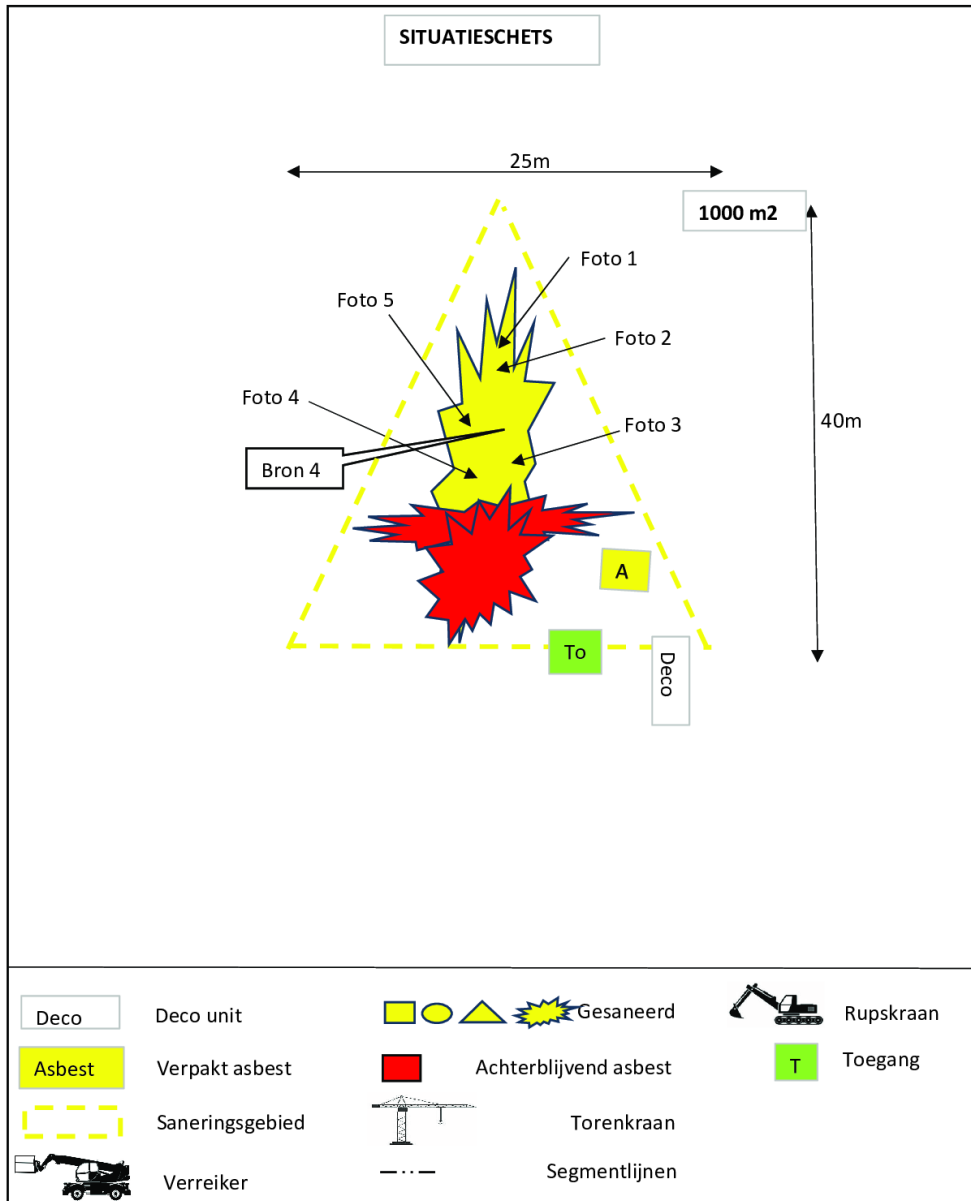 SITUATIESCHETS
25m
1000 m2
Foto 1
Foto 5
Foto 2
Foto 4
Foto 3
40m
Bron 4
A
To
Deco
Deco Deco unit Gesaneerd Rupskraan
Asbest Verpakt asbest Achterblijvend asbest T Toegang
Saneringsgebied Torenkraan
Verreiker Segmentlijnen